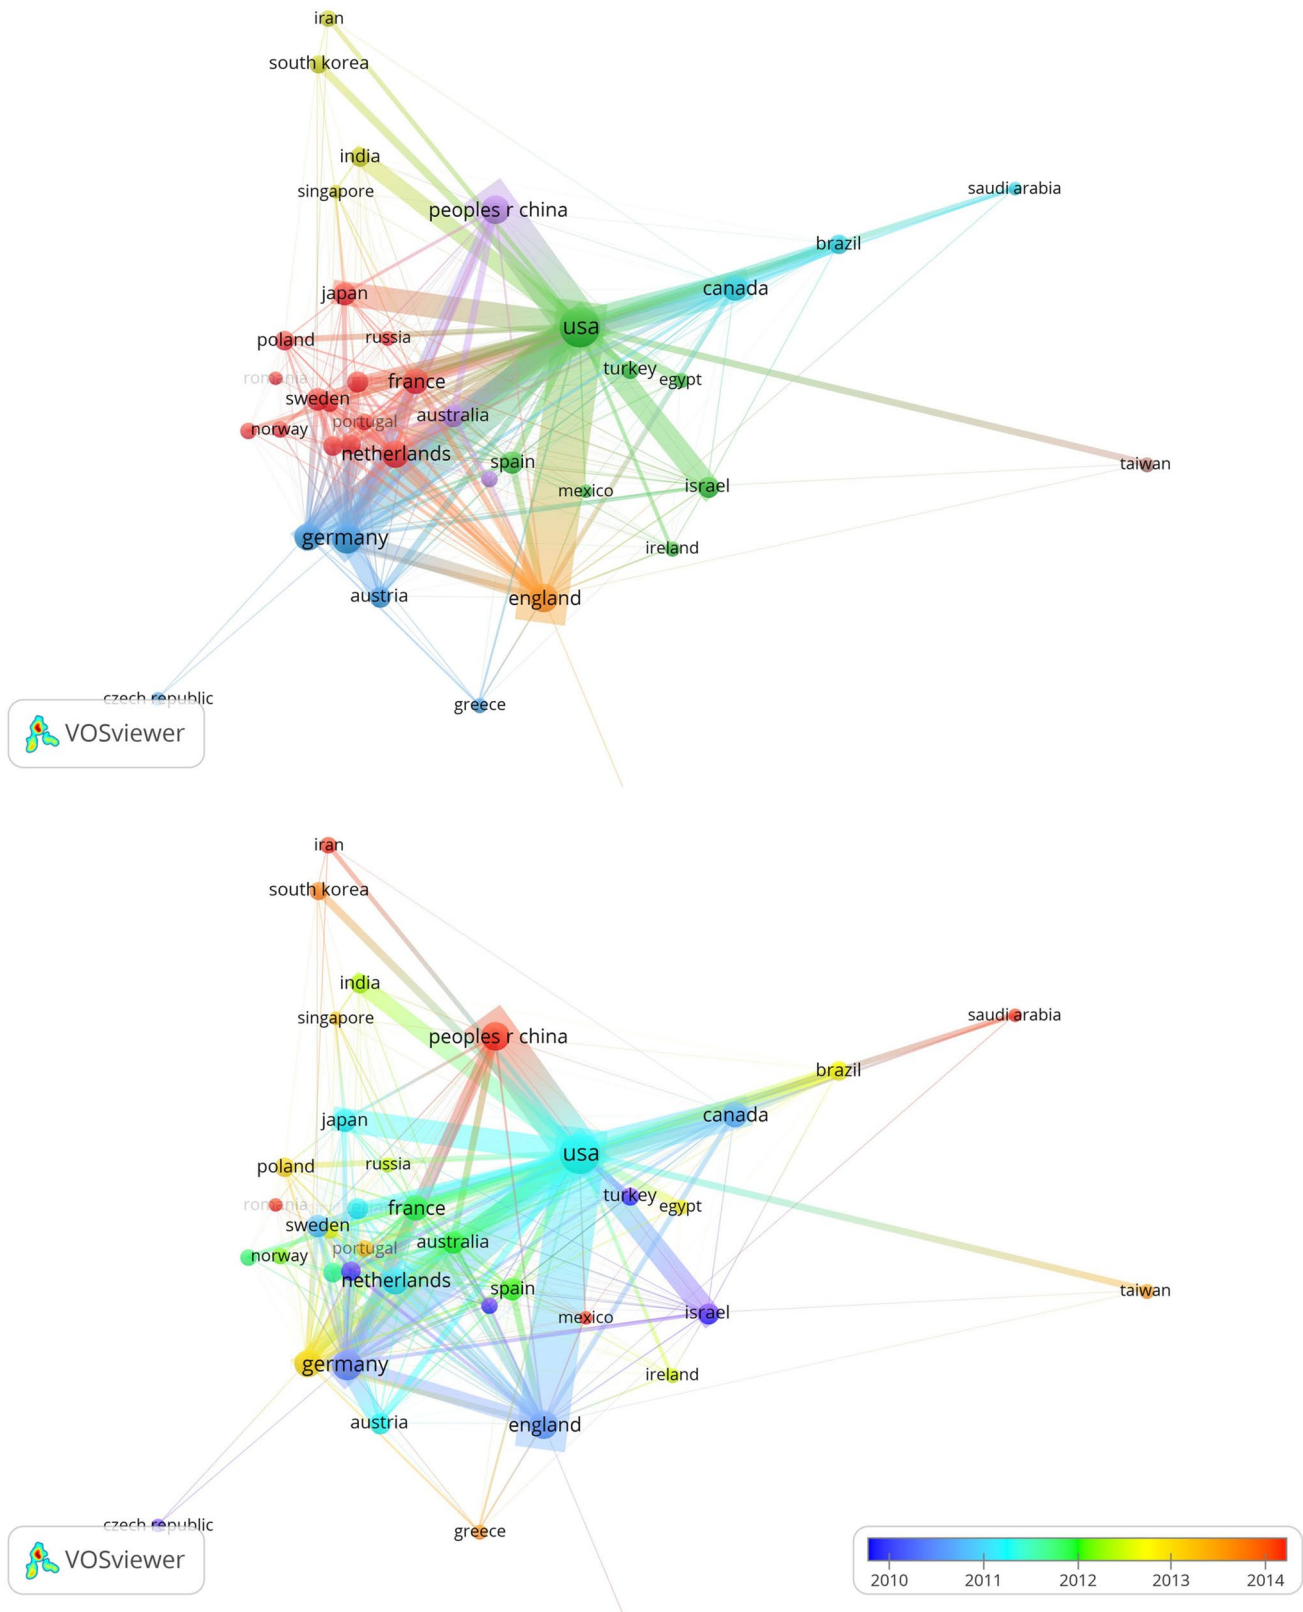 iran
south korea
india
singapore
peoples r china
saudi arabia
brazil
canada
japan
usa
poland
russia
turkey
egypt
romania
france
sweden
portugal
australia
norway
netherlands
spain
taiwan
mexico
israel
germany
ireland
austria
england
czech republic
greece
VOSviewer
iran
south korea
india
singapore
peoples r china
saudi arabia
brazil
canada
japan
usa
poland
russia
turkey
egypt
romania
france
sweden
portugal
australia
norway
netherlands
spain
taiwan
mexico
israel
germany
ireland
austria
england
czech republic
greece
VOSviewer
2010 2011 2012 2013 2014